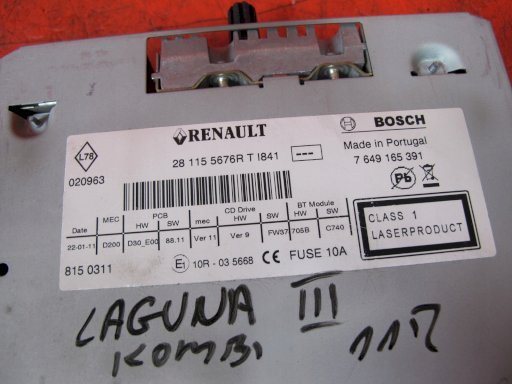 RENAULT
BOSCH
L78
28 115 5676R T I841
---
Made in Portugal
020963
7 649 165 391
Pb
MEC PCB mec CD Drive BT Module
Date HW SW HW SW HW SW
22-01-11 D200 D30_E00 88.11 Ver 11 Ver 9 FW37 705B C740
CLASS 1
LASERPRODUCT
815 0311
E1 10R - 03 5668 CE FUSE 10A
LAGUNA III
KOMBI 11R